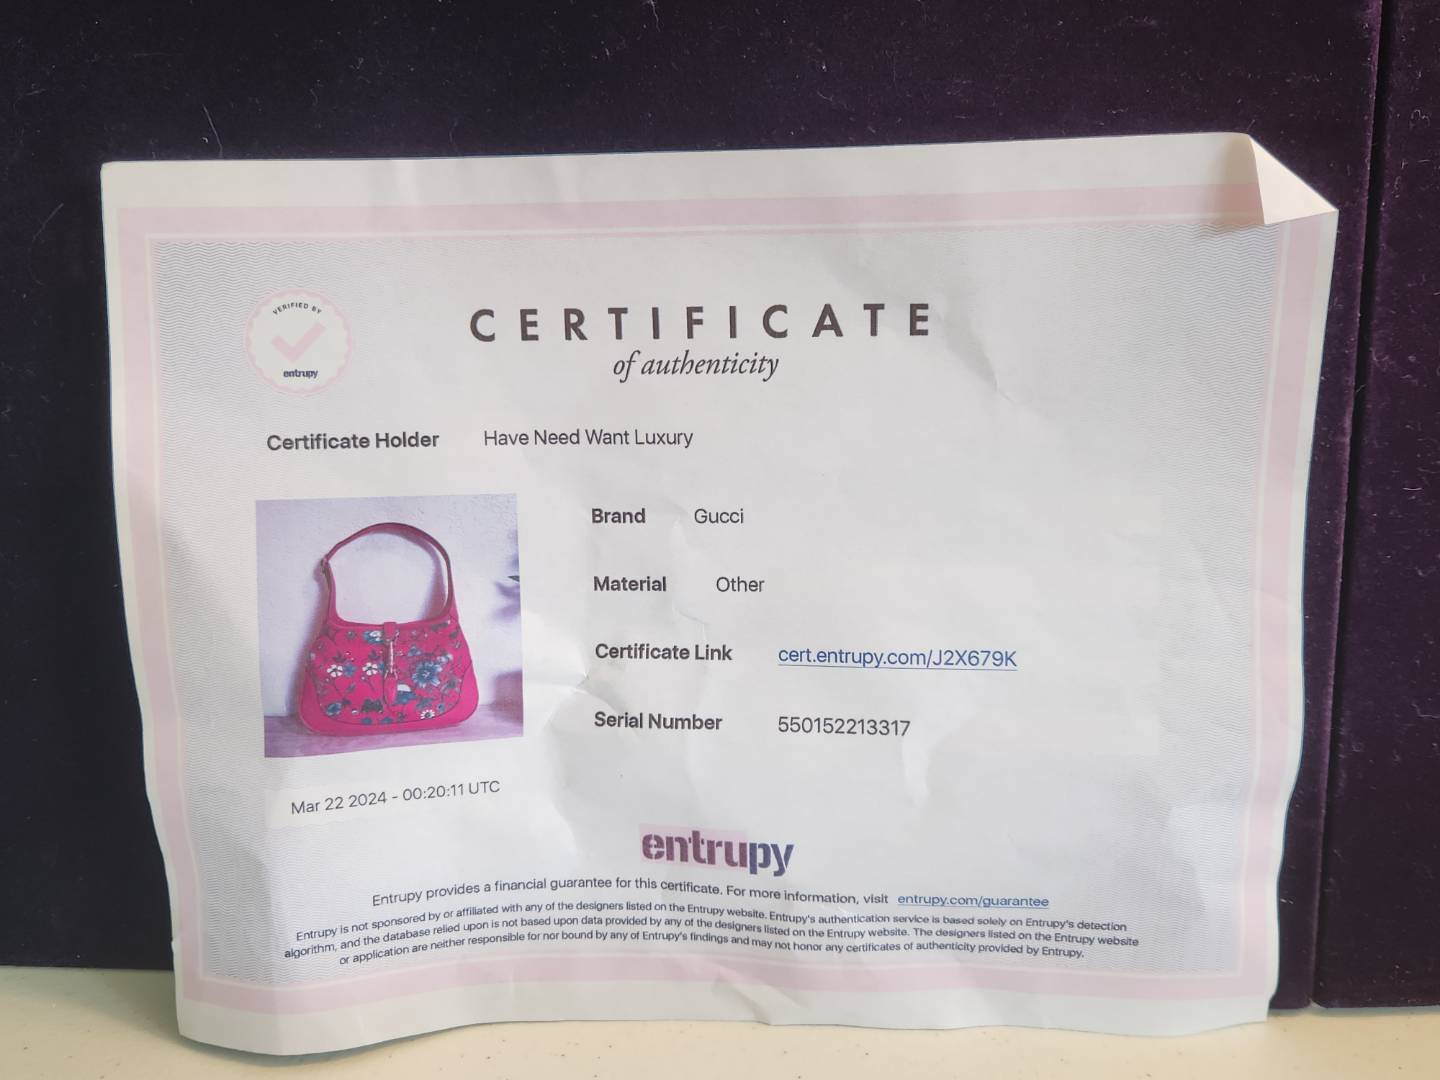 VERIFIED BY
entrupy
CERTIFICATE
of authenticity
Certificate Holder Have Need Want Luxury
Brand Gucci
Material Other
Certificate Link cert.entrupy.com/J2X679K
Serial Number 550152213317
Mar 22 2024 - 00:20:11 UTC
entrupy
Entrupy provides a financial guarantee for this certificate. For more information, visit entrupy.com/guarantee
Entrupy is not sponsored by or affiliated with any of the designers listed on the Entrupy website. Entrupy's authentication service is based solely on Entrupy's detection
algorithm, and the database relied upon is not based upon data provided by any of the designers listed on the Entrupy website. The designers listed on the Entrupy website
or application are neither responsible for nor bound by any of Entrupy's findings and may not honor any certificates of authenticity provided by Entrupy.